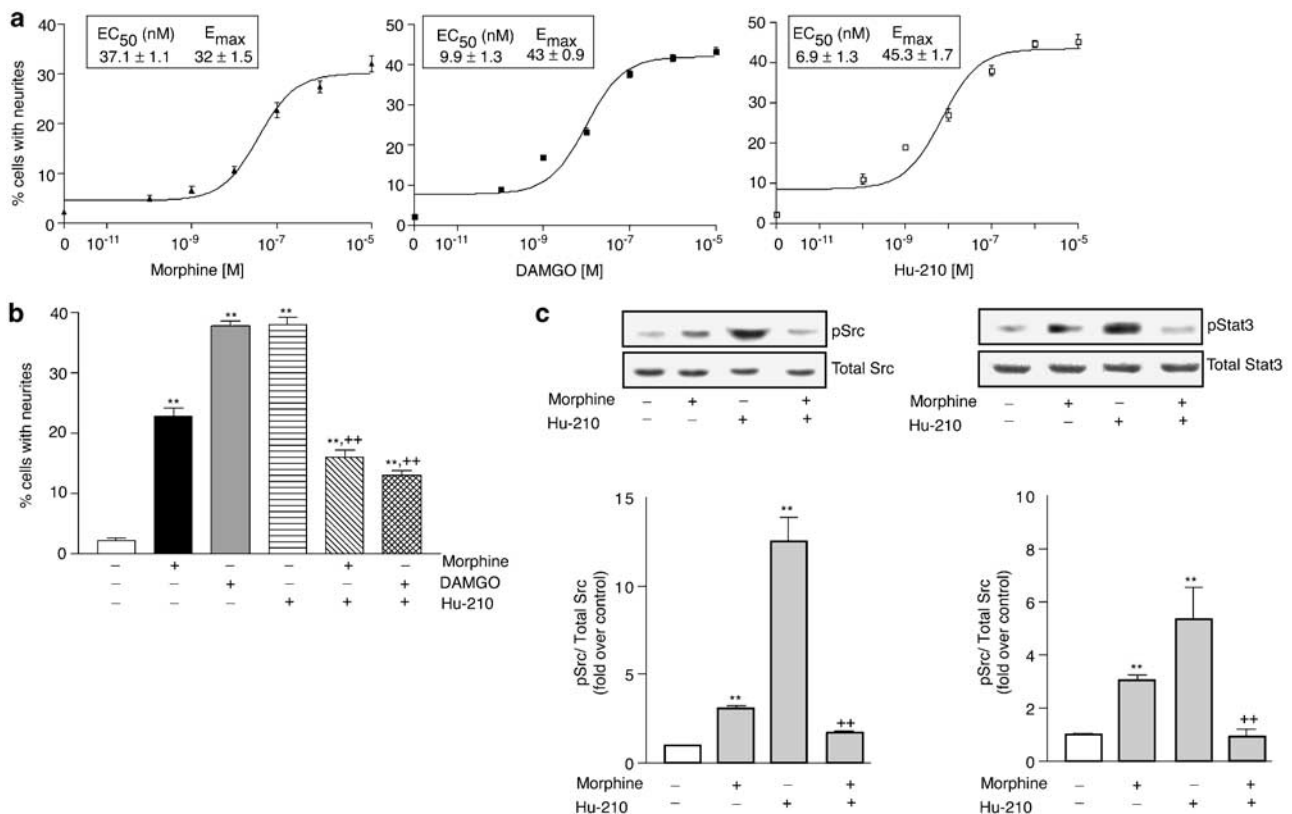 a
EC50 (nM) Emax
37.1 ± 1.1 32 ± 1.5
% cells with neurites
40
30
20
10
0
0 10-11 10-9 10-7 10-5
Morphine [M]
EC50 (nM) Emax
9.9 ± 1.3 43 ± 0.9
50
40
30
20
10
0
0 10-11 10-9 10-7 10-5
DAMGO [M]
EC50 (nM) Emax
6.9 ± 1.3 45.3 ± 1.7
50
40
30
20
10
0
0 10-11 10-9 10-7 10-5
Hu-210 [M]
b
% cells with neurites
40
30
20
10
0
** ** ** **,++ **,++
– + – – + – Morphine
– – + – – + DAMGO
– – – + + + Hu-210
c
pSrc
Total Src
Morphine – + – +
Hu-210 – – + +
pStat3
Total Stat3
Morphine – + – +
Hu-210 – – + +
pSrc/ Total Src
(fold over control)
15
10
5
0
** ** ++
Morphine – + – +
Hu-210 – – + +
pSrc/ Total Src
(fold over control)
10
8
6
4
2
0
** ** ++
Morphine – + – +
Hu-210 – – + +